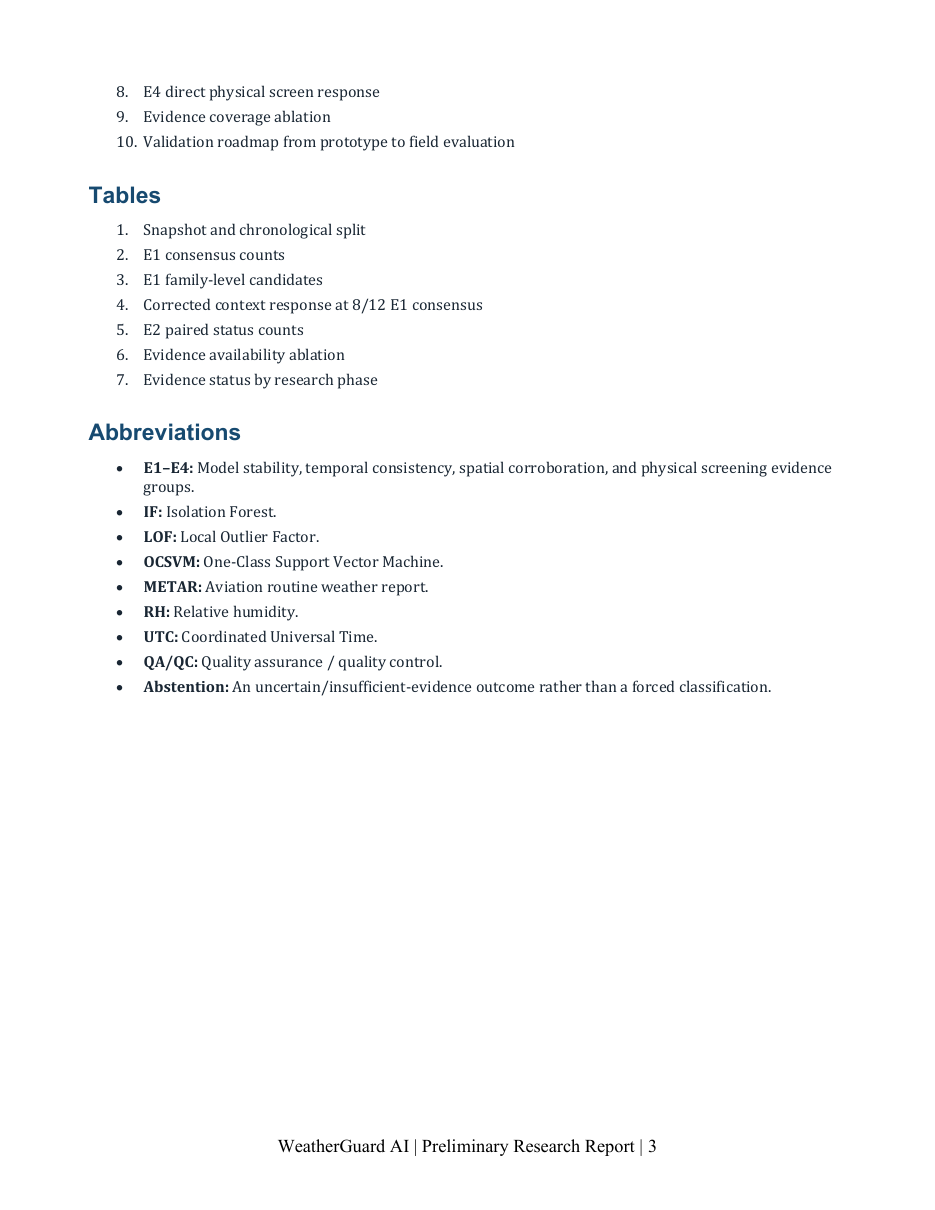 8. E4 direct physical screen response
9. Evidence coverage ablation
10. Validation roadmap from prototype to field evaluation
Tables
1. Snapshot and chronological split
2. E1 consensus counts
3. E1 family-level candidates
4. Corrected context response at 8/12 E1 consensus
5. E2 paired status counts
6. Evidence availability ablation
7. Evidence status by research phase
Abbreviations
• E1–E4: Model stability, temporal consistency, spatial corroboration, and physical screening evidence
groups.
• IF: Isolation Forest.
• LOF: Local Outlier Factor.
• OCSVM: One-Class Support Vector Machine.
• METAR: Aviation routine weather report.
• RH: Relative humidity.
• UTC: Coordinated Universal Time.
• QA/QC: Quality assurance / quality control.
• Abstention: An uncertain/insufficient-evidence outcome rather than a forced classification.
WeatherGuard AI | Preliminary Research Report | 3